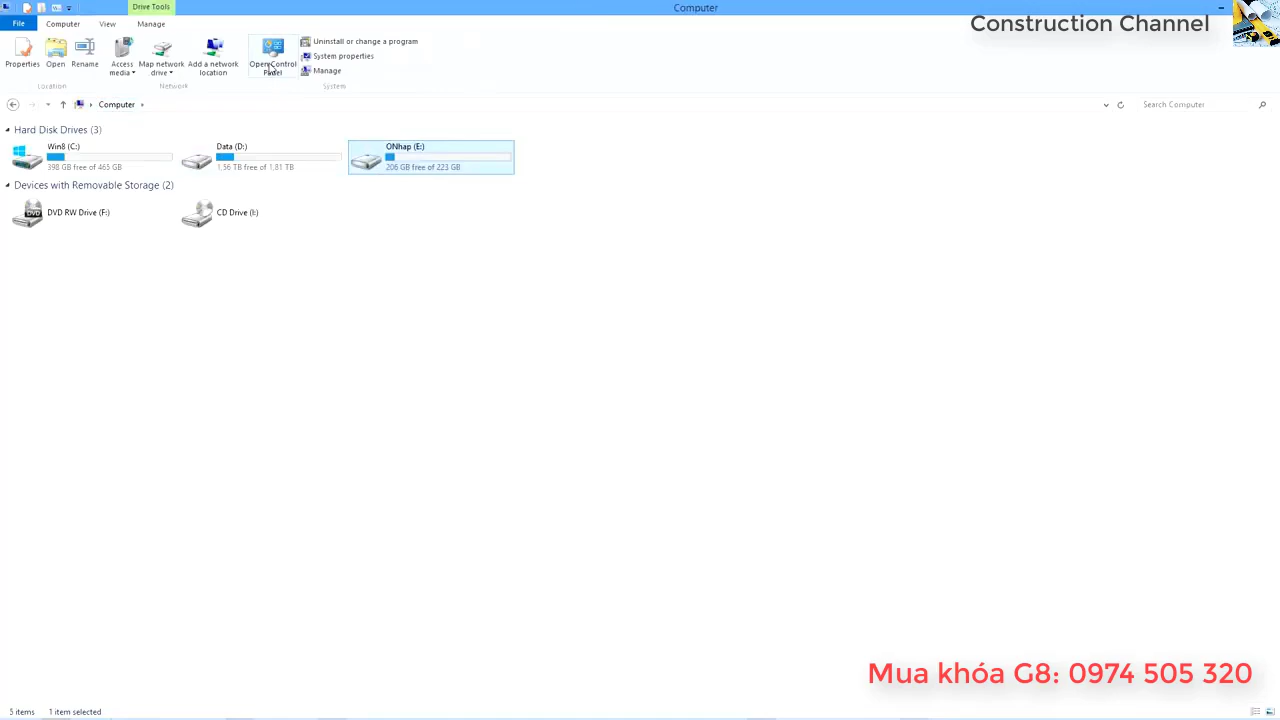 Drive Tools
Computer
Construction Channel
File
Computer
View
Manage
Properties
Open
Rename
Access media
Map network drive
Add a network location
Open Control Panel
Uninstall or change a program
System properties
Manage
Location
Network
System
Computer
Search Computer
Hard Disk Drives (3)
Win8 (C:)
398 GB free of 465 GB
Data (D:)
1,56 TB free of 1,81 TB
ONhap (E:)
206 GB free of 223 GB
Devices with Removable Storage (2)
DVD
DVD RW Drive (F:)
CD Drive (I:)
Mua khóa G8: 0974 505 320
5 items
1 item selected